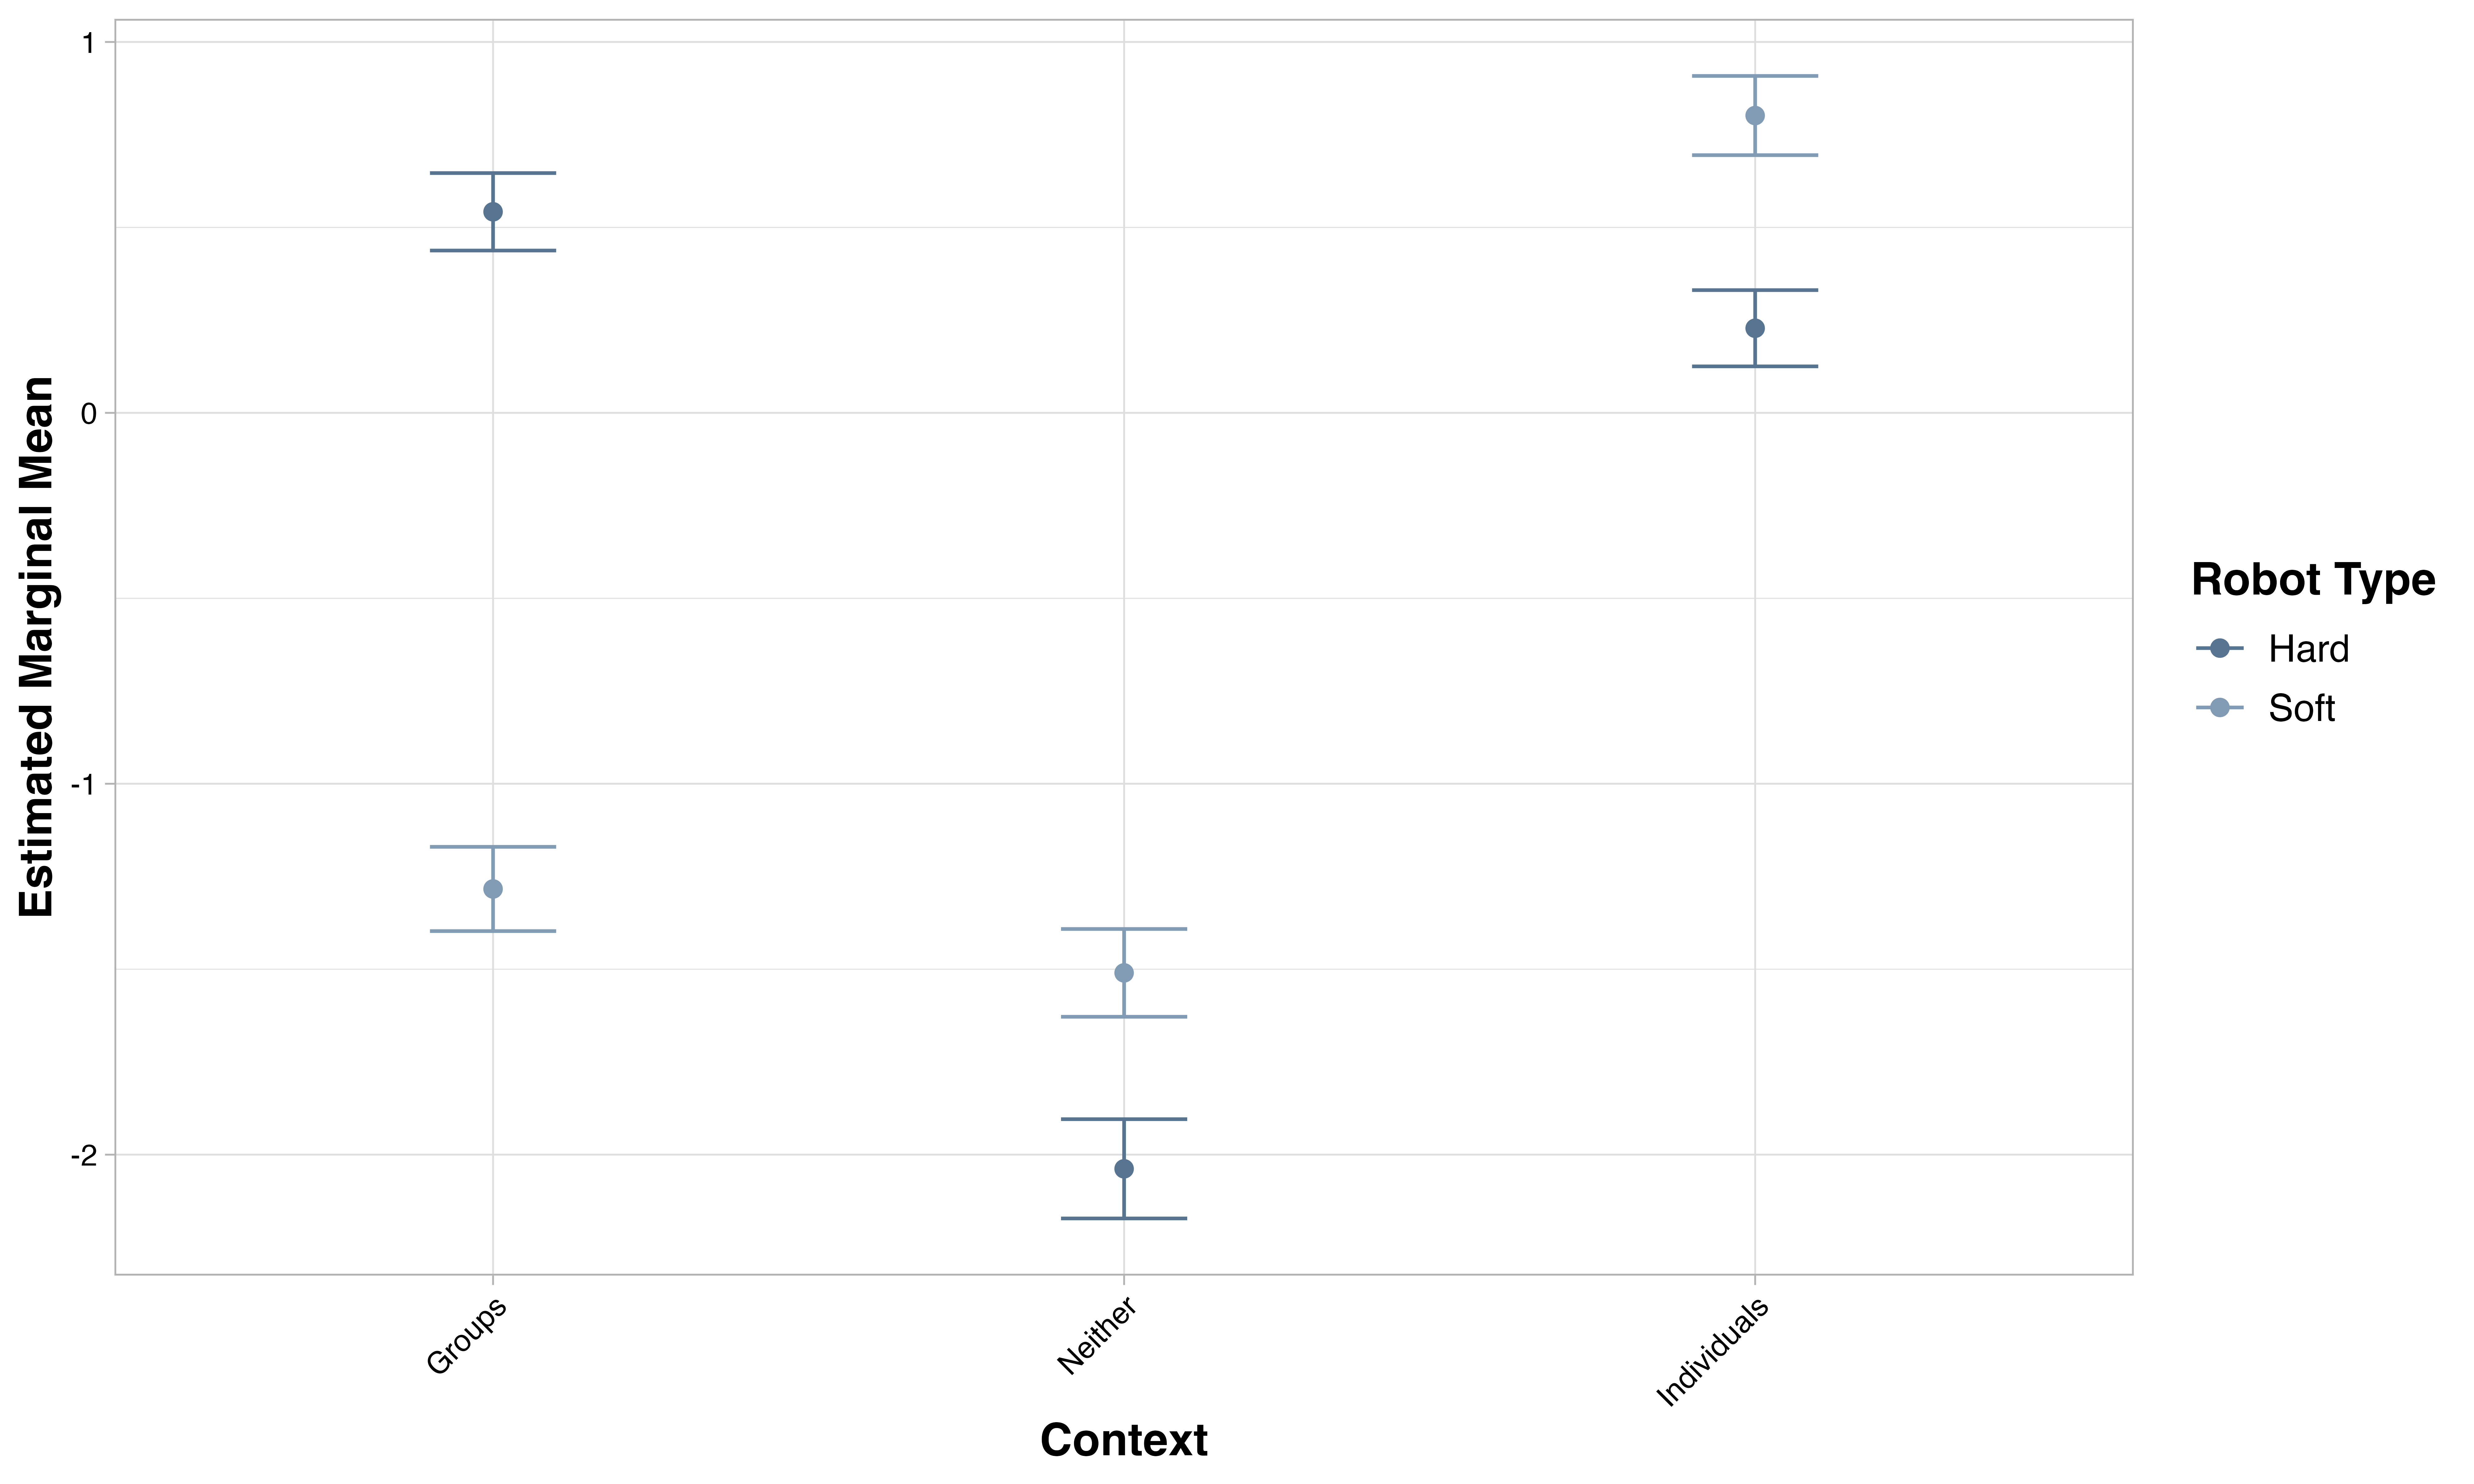 Estimated Marginal Mean
1
0
-1
-2
Groups
Neither
Individuals
Context
Robot Type
Hard
Soft